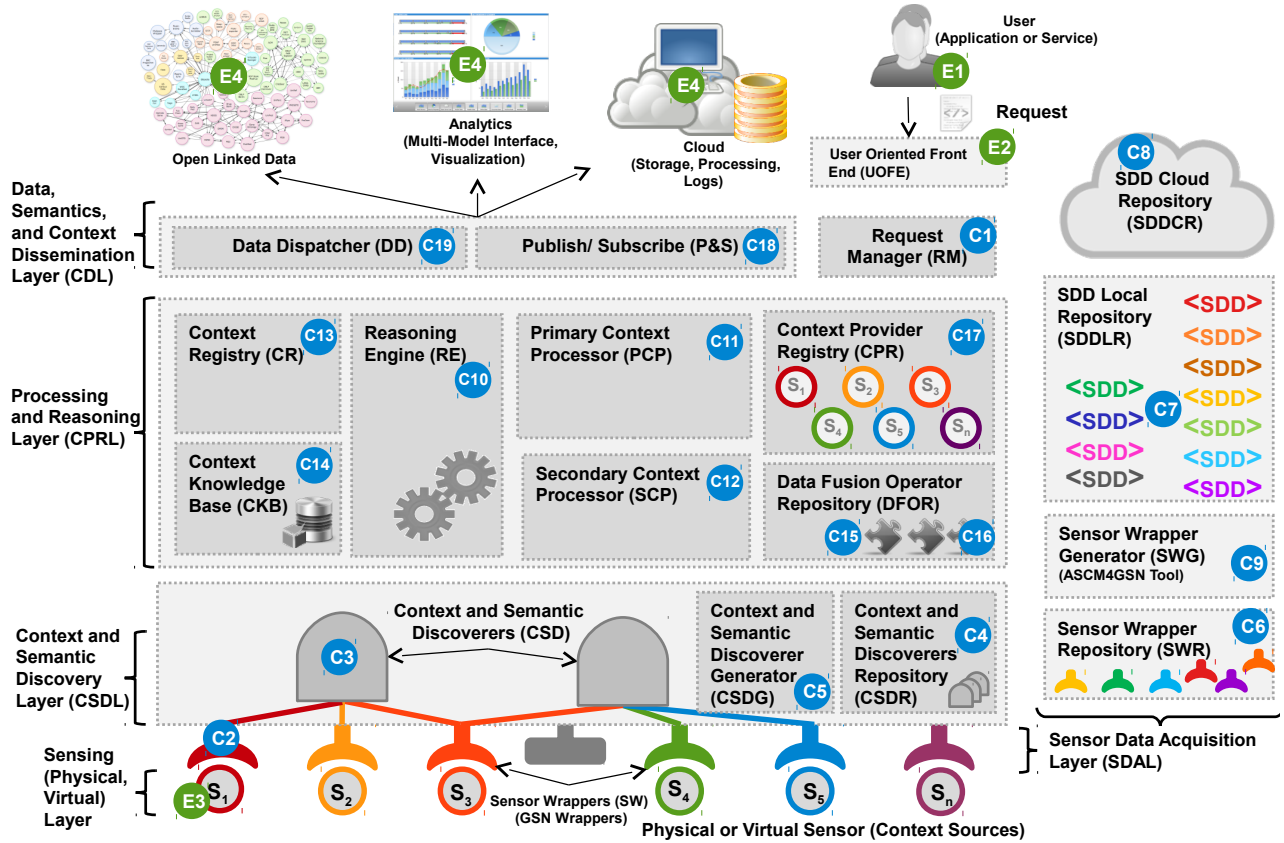 E4
Open Linked Data
E4
Analytics
(Multi-Model Interface,
Visualization)
E4
Cloud
(Storage, Processing,
Logs)
User
(Application or Service)
E1
</>
Request
E2
User Oriented Front
End (UOFE)
C8
SDD Cloud
Repository
(SDDCR)
Data,
Semantics,
and Context
Dissemination
Layer (CDL)
Data Dispatcher (DD)
C19
Publish/ Subscribe (P&S)
C18
Request
Manager (RM)
C1
Processing
and Reasoning
Layer (CPRL)
Context
Registry (CR)
C13
Reasoning
Engine (RE)
C10
Primary Context
Processor (PCP)
C11
Context Provider
Registry (CPR)
C17
S1
S2
S3
S4
S5
Sn
Context
Knowledge
Base (CKB)
C14
Secondary Context
Processor (SCP)
C12
Data Fusion Operator
Repository (DFOR)
C15
C16
SDD Local
Repository
(SDDLR)
<SDD>
<SDD>
<SDD>
<SDD>
<SDD>
<SDD>
<SDD>
<SDD>
<SDD>
<SDD>
<SDD>
C7
Sensor Wrapper
Generator (SWG)
(ASCM4GSN Tool)
C9
Sensor Wrapper
Repository (SWR)
C6
Context and
Semantic
Discovery
Layer (CSDL)
C3
Context and Semantic
Discoverers (CSD)
Context and
Semantic
Discoverer
Generator
(CSDG)
C5
Context and
Semantic
Discoverers
Repository
(CSDR)
C4
Sensing
(Physical,
Virtual)
Layer
C2
E3
S1
S2
S3
Sensor Wrappers (SW)
(GSN Wrappers)
S4
S5
Sn
Physical or Virtual Sensor (Context Sources)
Sensor Data Acquisition
Layer (SDAL)